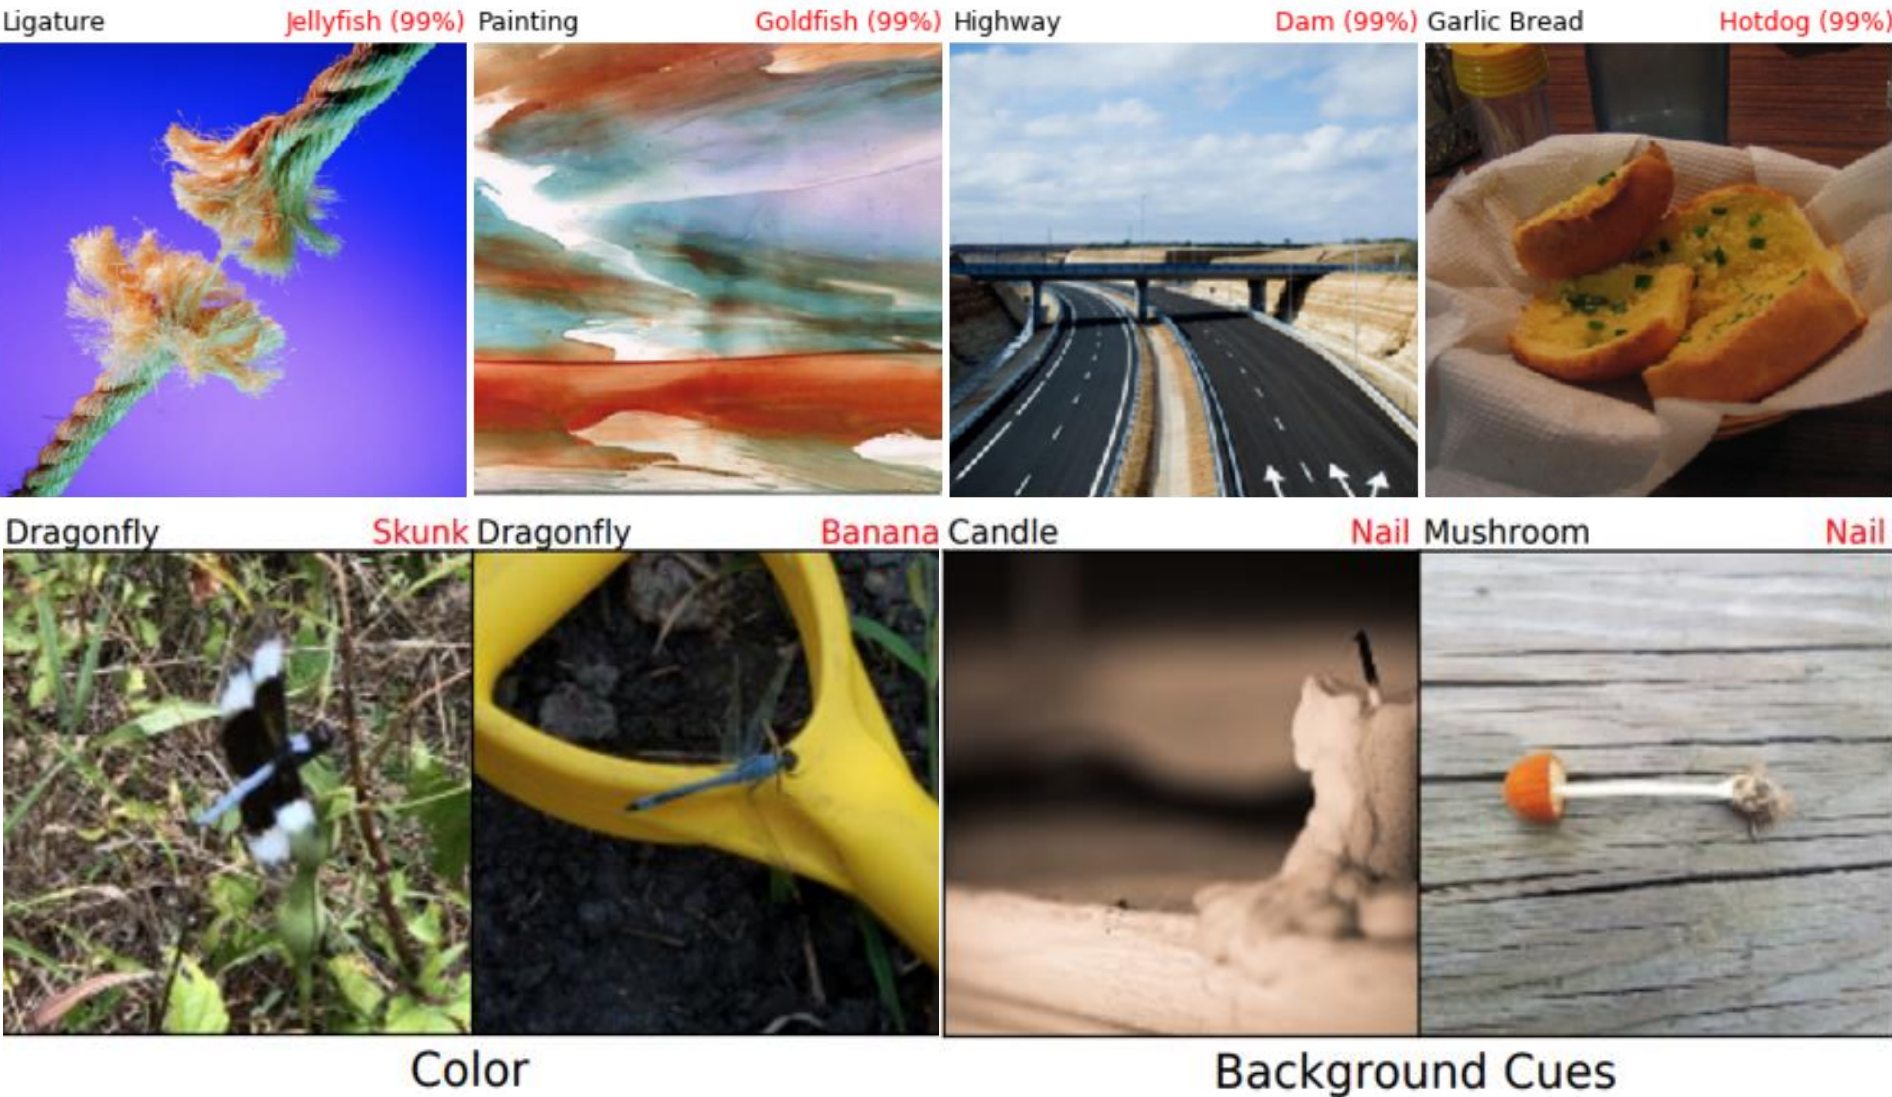 Ligature Jellyfish (99%)
Painting Goldfish (99%)
Highway Dam (99%)
Garlic Bread Hotdog (99%)
Dragonfly Skunk
Dragonfly Banana
Candle Nail
Mushroom Nail
Color
Background Cues